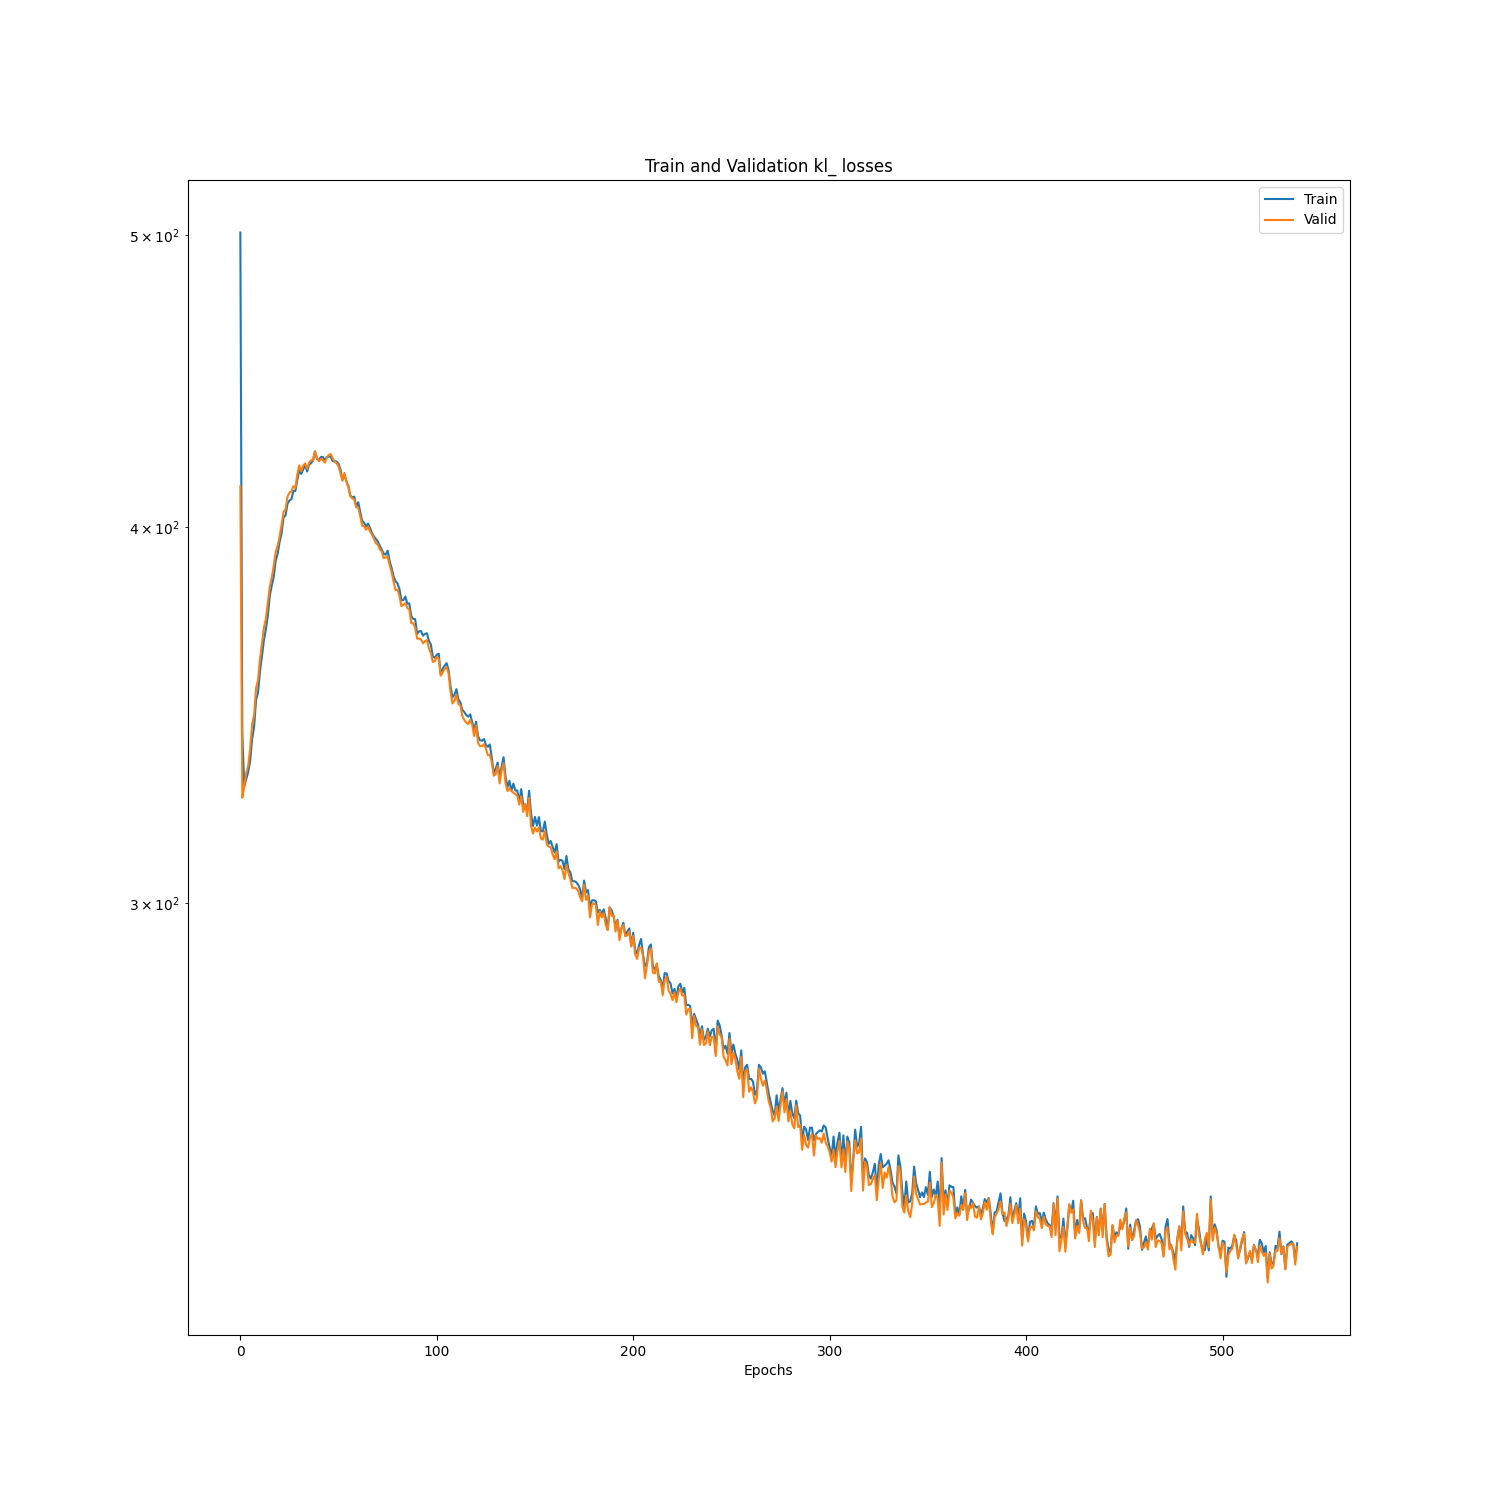 Train and Validation kl_ losses
Train
Valid
5 × 10²
4 × 10²
3 × 10²
0 100 200 300 400 500
Epochs